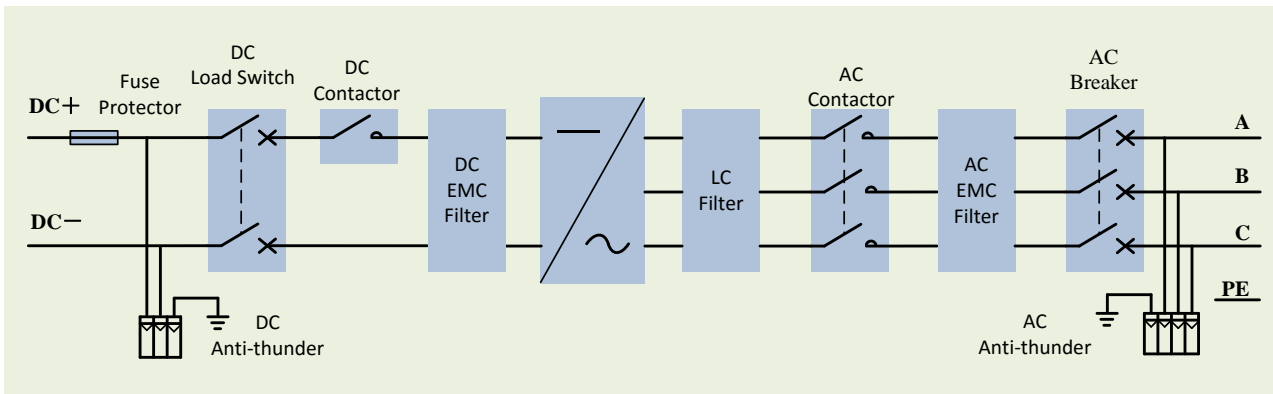 DC+
Fuse
Protector
DC
Load Switch
DC
Contactor
DC
EMC
Filter
LC
Filter
AC
Contactor
AC
EMC
Filter
AC
Breaker
A
B
C
PE
DC-
DC
Anti-thunder
AC
Anti-thunder